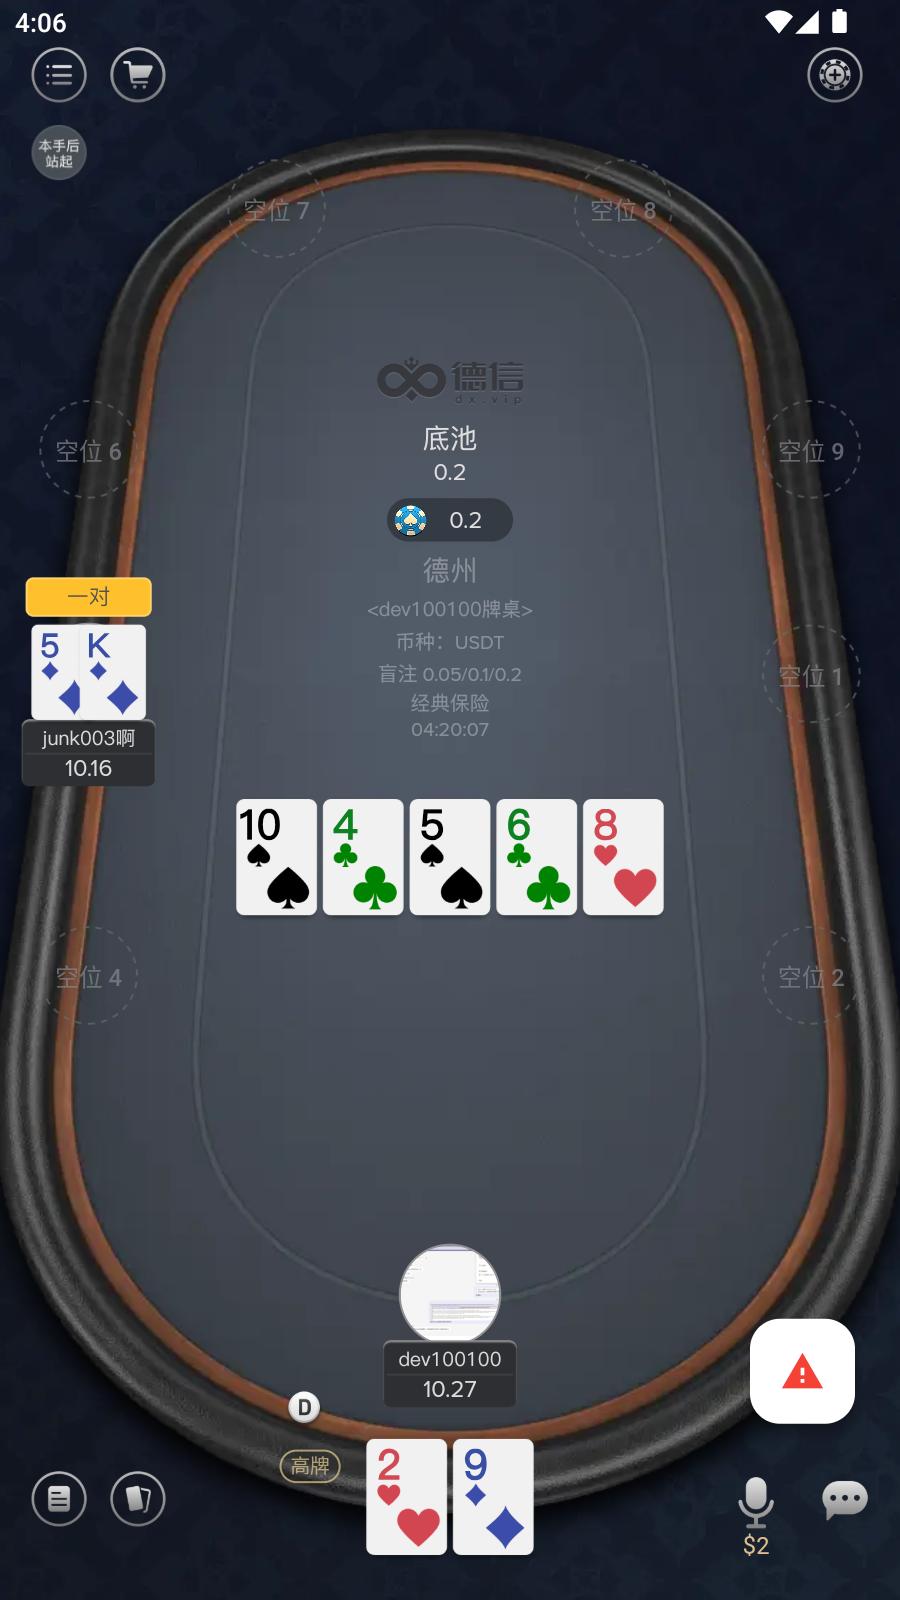 4:06
本手后
站起
空位 7
空位 8
德信
dx.vip
底池
0.2
空位 6
空位 9
0.2
德州
一对
<dev100100牌桌>
币种：USDT
5 K
盲注 0.05/0.1/0.2
空位 1
经典保险
04:20:07
junk003啊
10.16
10 4 5 6 8
空位 4
空位 2
dev100100
10.27
D
高牌
2 9
$2